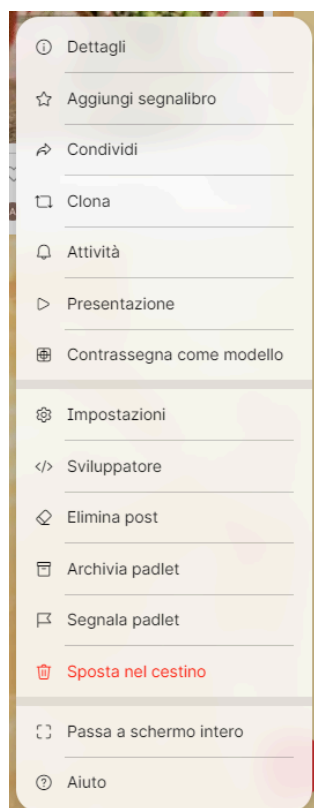 Dettagli
Aggiungi segnalibro
Condividi
Clona
Attività
Presentazione
Contrassegna come modello
Impostazioni
Sviluppatore
Elimina post
Archivia padlet
Segnala padlet
Sposta nel cestino
Passa a schermo intero
Aiuto